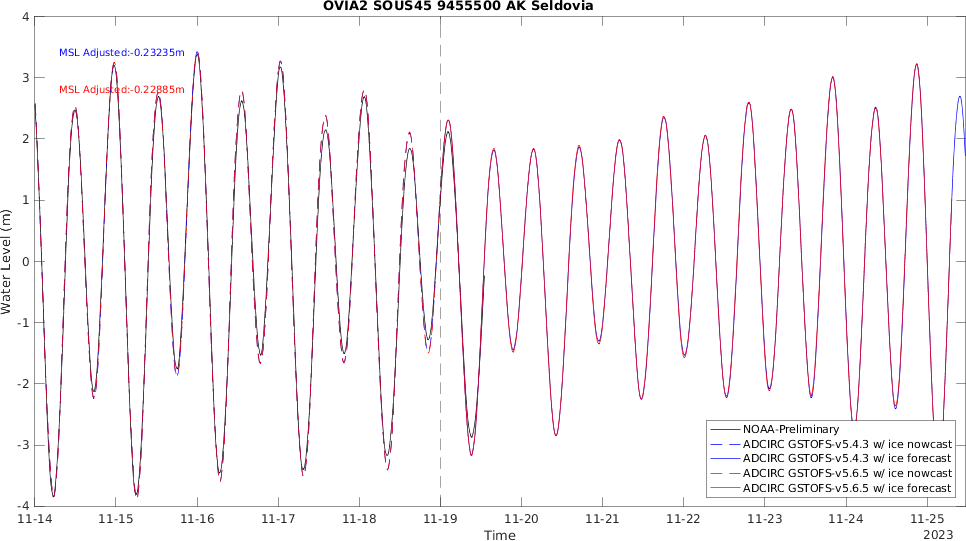 OVIA2 SOUS45 9455500 AK Seldovia
MSL Adjusted:-0.23235m
MSL Adjusted:-0.22885m
Water Level (m)
4
3
2
1
0
-1
-2
-3
-4
NOAA-Preliminary
ADCIRC GSTOFS-v5.4.3 w/ ice nowcast
ADCIRC GSTOFS-v5.4.3 w/ ice forecast
ADCIRC GSTOFS-v5.6.5 w/ ice nowcast
ADCIRC GSTOFS-v5.6.5 w/ ice forecast
11-14 11-15 11-16 11-17 11-18 11-19 11-20 11-21 11-22 11-23 11-24 11-25
Time
2023